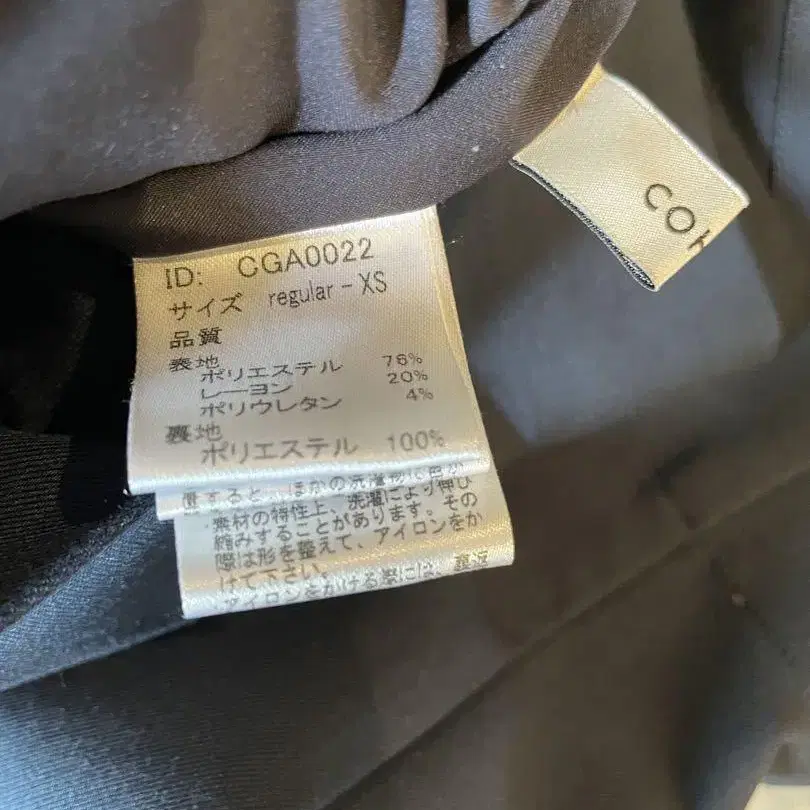 COH
ID: CGA0022
サイズ regular-XS
品質
表地
ポリエステル 76%
レーヨン 20%
ポリウレタン 4%
裏地
ポリエステル 100%
素材の特性上、洗濯により伸び
縮みすることがあります。その
際は形を整えて、アイロンをか
けて下さい。
アイロンをかける際には、裏返